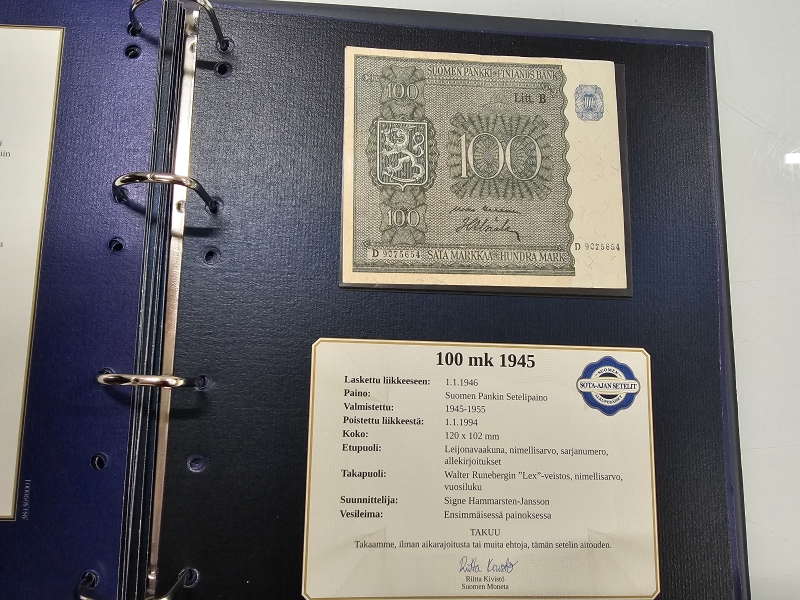 SUOMEN PANKKI FINLANDS BANK
100
Litt. B
100
100
D 9075654
D 9075654
SATA MARKKAA HUNDRA MARK
100 mk 1945
SUOMEN
SOTA-AJAN SETELIT
Laskettu liikkeeseen: 1.1.1946
Paino: Suomen Pankin Setelipaino
Valmistettu: 1945-1955
Poistettu liikkeestä: 1.1.1994
Koko: 120 x 102 mm
Etupuoli: Leijonavaakuna, nimellisarvo, sarjanumero,
allekirjoitukset
Takapuoli: Walter Runebergin ”Lex”-veistos, nimellisarvo,
vuosiluku
Suunnittelija: Signe Hammarsten-Jansson
Vesileima: Ensimmäisessä painoksessa
TAKUU
Takaamme, ilman aikarajoitusta tai muita ehtoja, tämän setelin aitouden.
Riitta Kivistö
Riitta Kivistö
Suomen Moneta